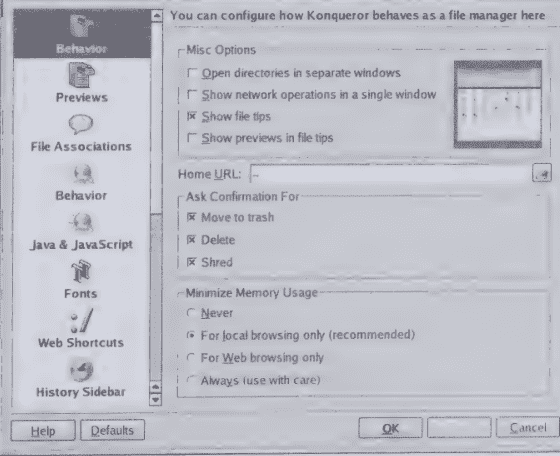 You can configure how Konqueror behaves as a file manager here
Behavior
Previews
File Associations
Behavior
Java & JavaScript
Fonts
Web Shortcuts
History Sidebar
Misc Options
Open directories in separate windows
Show network operations in a single window
Show file tips
Show previews in file tips
Home URL: ~
Ask Confirmation For
Move to trash
Delete
Shred
Minimize Memory Usage
Never
For local browsing only (recommended)
For Web browsing only
Always (use with care)
Help
Defaults
OK
Cancel